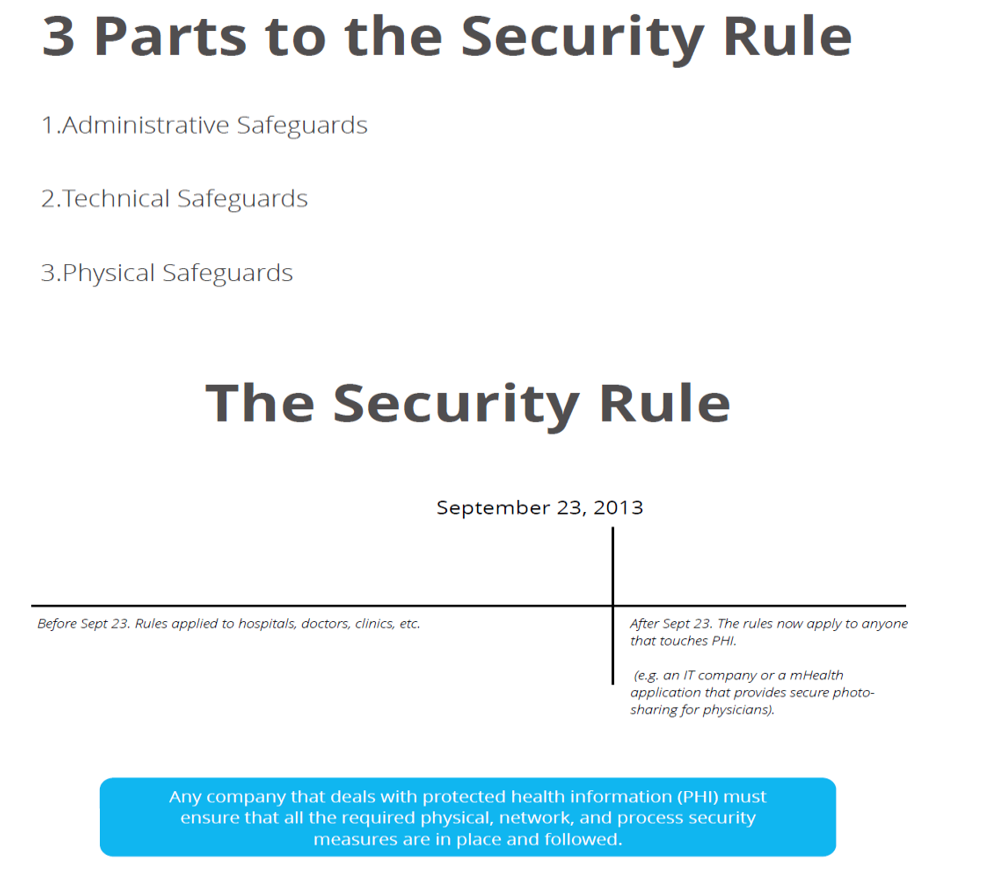 3 Parts to the Security Rule
1.Administrative Safeguards
2.Technical Safeguards
3.Physical Safeguards
The Security Rule
September 23, 2013
Before Sept 23. Rules applied to hospitals, doctors, clinics, etc.
After Sept 23. The rules now apply to anyone
that touches PHI.
(e.g. an IT company or a mHealth
application that provides secure photo-
sharing for physicians).
Any company that deals with protected health information (PHI) must
ensure that all the required physical, network, and process security
measures are in place and followed.